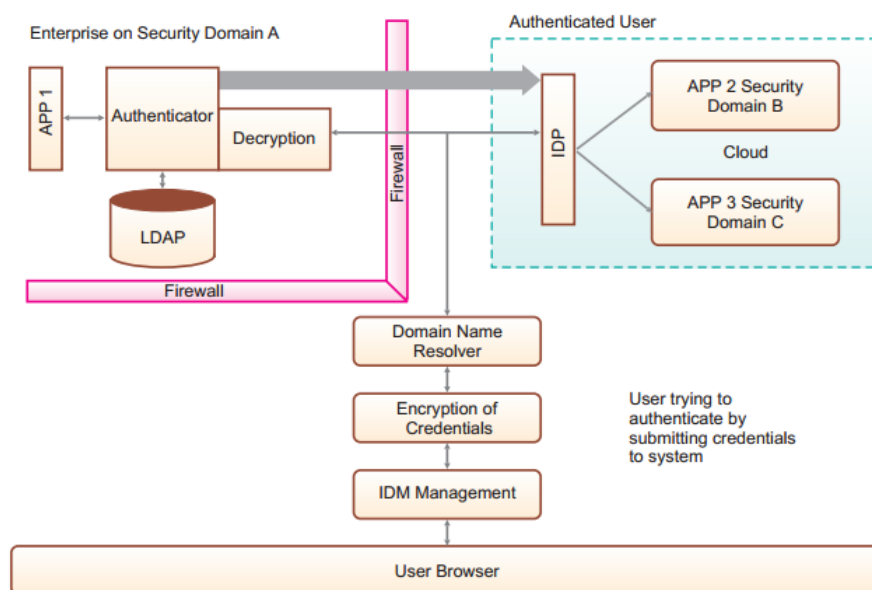 Authenticated User
Enterprise on Security Domain A
APP 1
Authenticator
Decryption
LDAP
Firewall
Firewall
IDP
APP 2 Security
Domain B
Cloud
APP 3 Security
Domain C
Domain Name
Resolver
Encryption of
Credentials
IDM Management
User trying to
authenticate by
submitting credentials
to system
User Browser